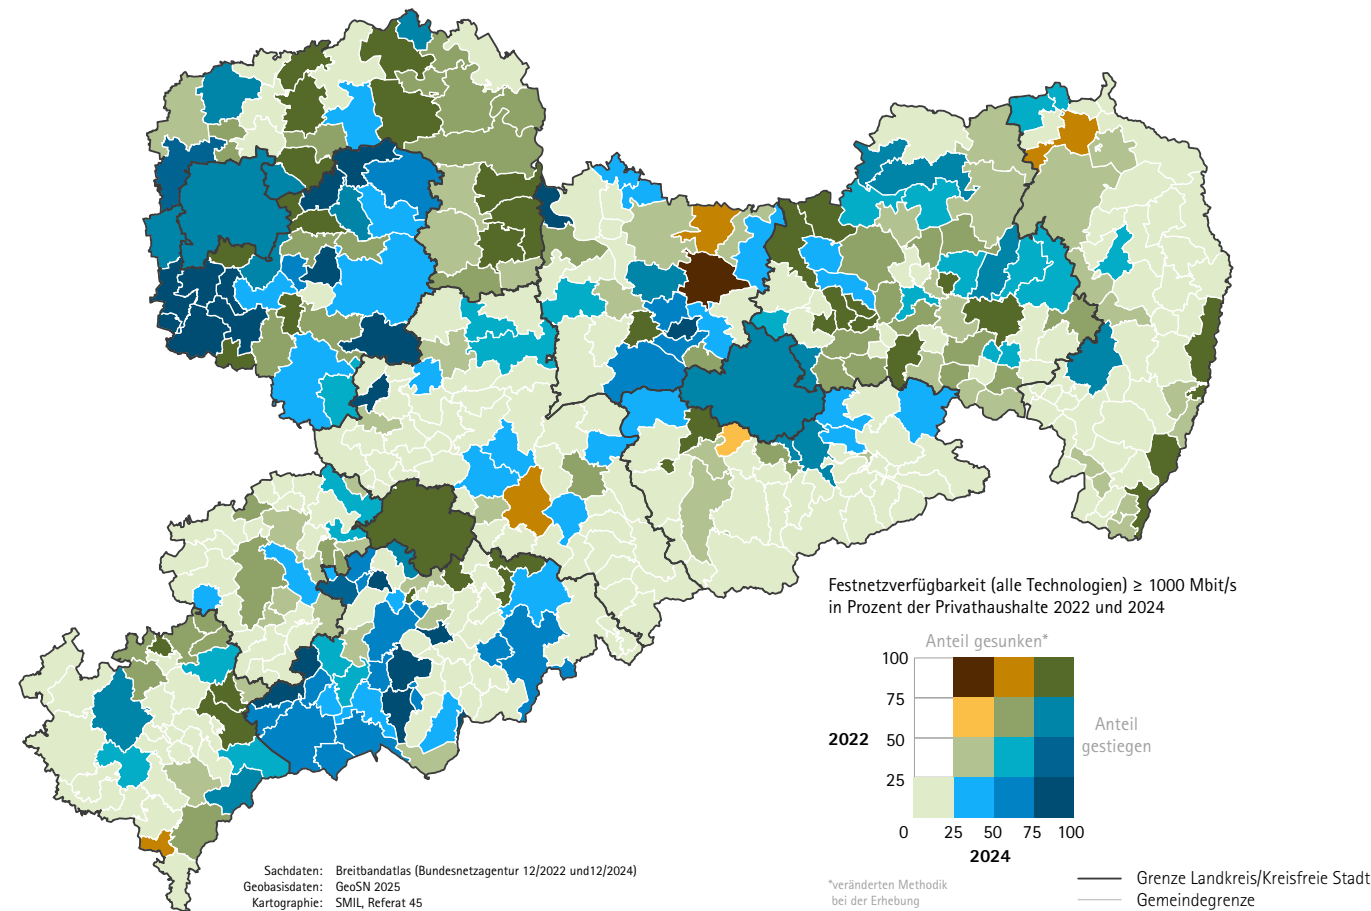 Festnetzverfügbarkeit (alle Technologien) ≥ 1000 Mbit/s
in Prozent der Privathaushalte 2022 und 2024
Anteil gesunken*
100
75
2022 50
25
Anteil
gestiegen
0 25 50 75 100
2024
Sachdaten: Breitbandatlas (Bundesnetzagentur 12/2022 und12/2024)
Geobasisdaten: GeoSN 2025
Kartographie: SMIL, Referat 45
*veränderten Methodik
bei der Erhebung
Grenze Landkreis/Kreisfreie Stadt
Gemeindegrenze